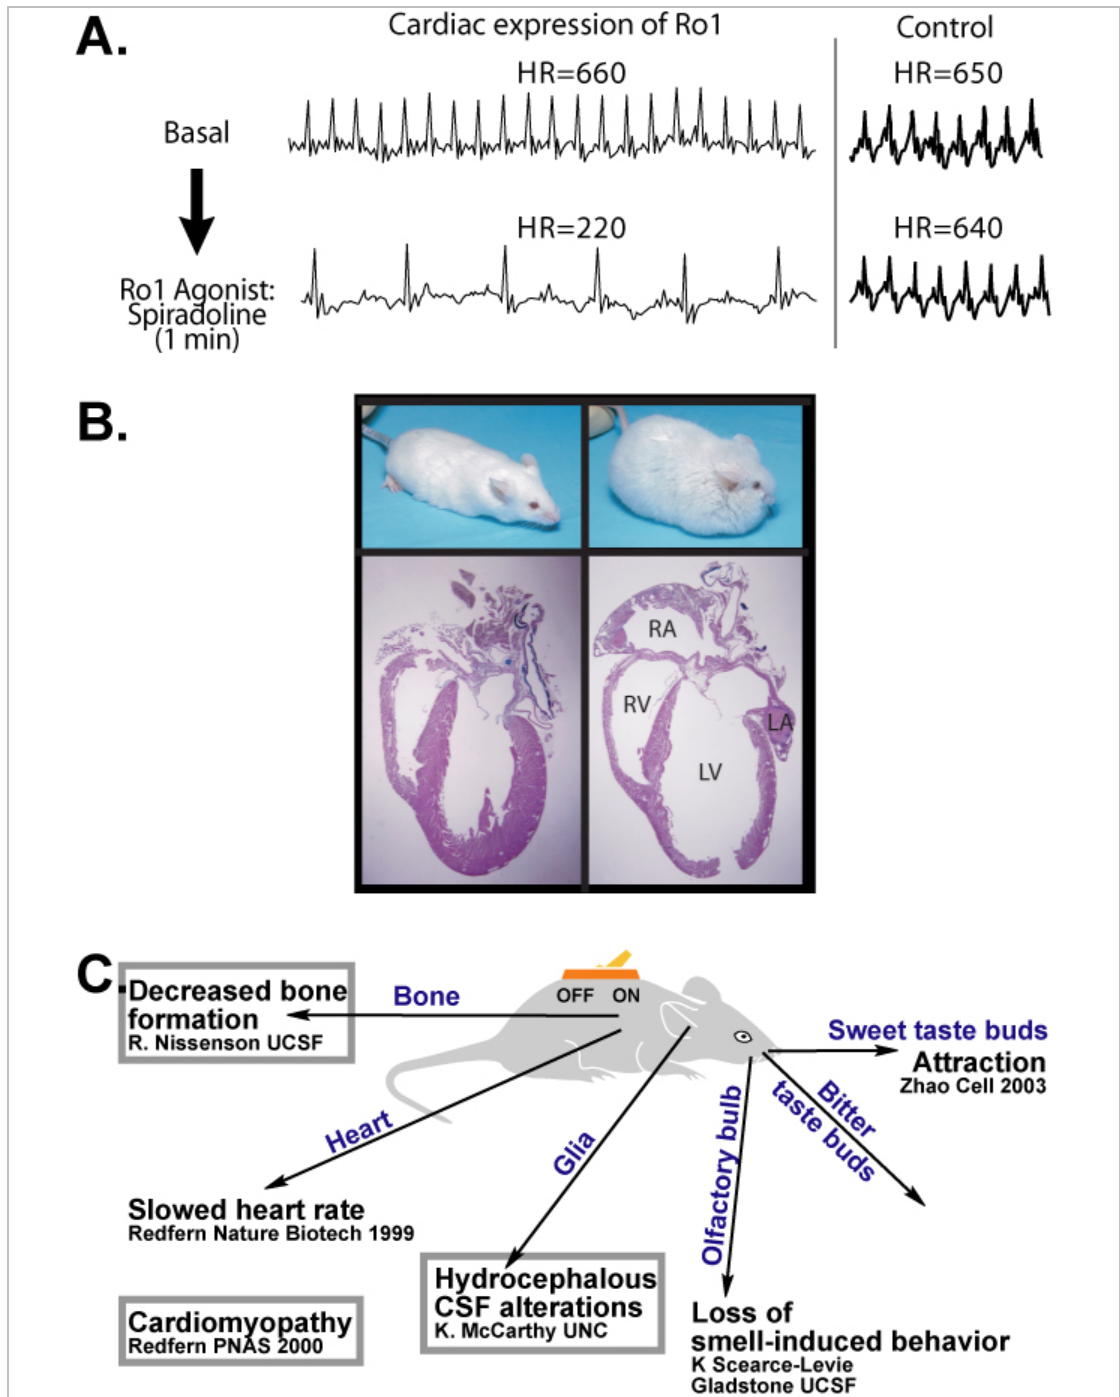 A.
Cardiac expression of Ro1
Control
HR=660
HR=650
Basal
HR=220
HR=640
Ro1 Agonist:
Spiradoline
(1 min)
B.
RA
RV
LA
LV
C.
OFF ON
Decreased bone
formation
R. Nissenson UCSF
Bone
Sweet taste buds
Attraction
Zhao Cell 2003
Bitter
taste buds
Heart
Glia
Olfactory bulb
Slowed heart rate
Redfern Nature Biotech 1999
Hydrocephalous
CSF alterations
K. McCarthy UNC
Cardiomyopathy
Redfern PNAS 2000
Loss of
smell-induced behavior
K Scearce-Levie
Gladstone UCSF